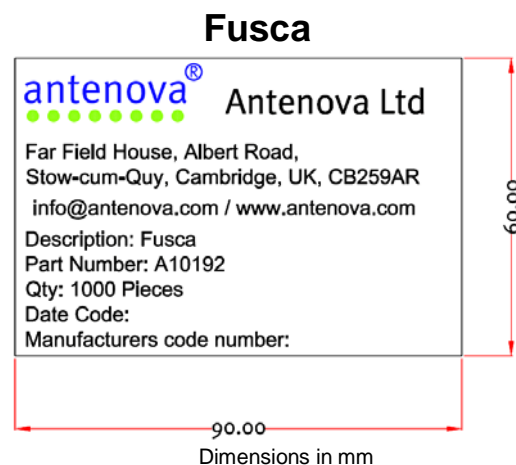 Fusca
antenova®
Antenova Ltd
Far Field House, Albert Road,
Stow-cum-Quy, Cambridge, UK, CB259AR
info@antenova.com / www.antenova.com
Description: Fusca
Part Number: A10192
Qty: 1000 Pieces
Date Code:
Manufacturers code number:
60.00
90.00
Dimensions in mm